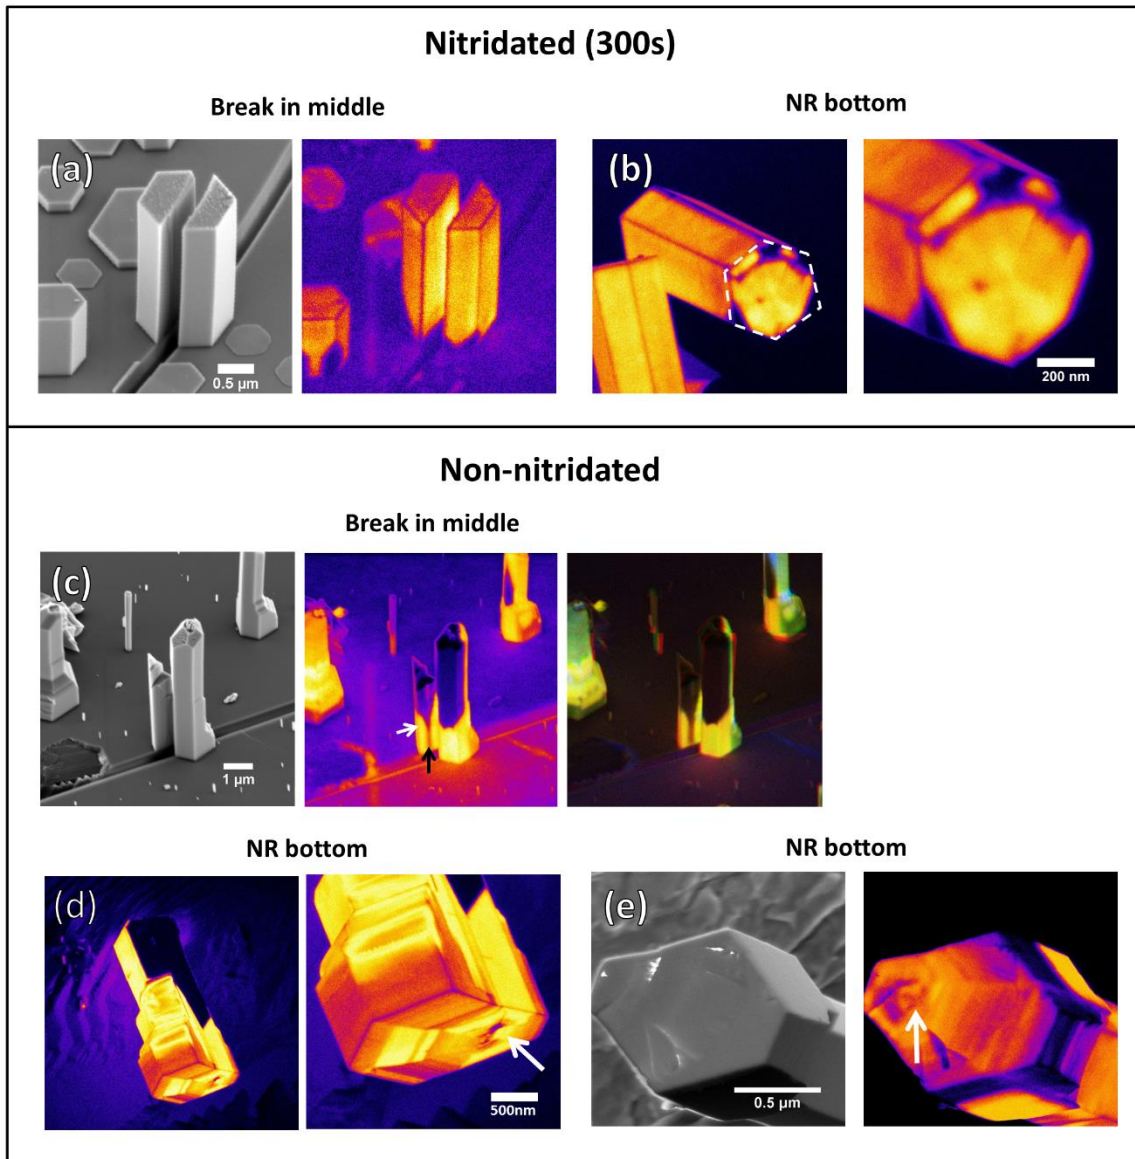 Nitridated (300s)
Break in middle
NR bottom
(a)
0.5 μm
(b)
200 nm
Non-nitridated
Break in middle
(c)
1 μm
NR bottom
NR bottom
(d)
500nm
(e)
0.5 μm